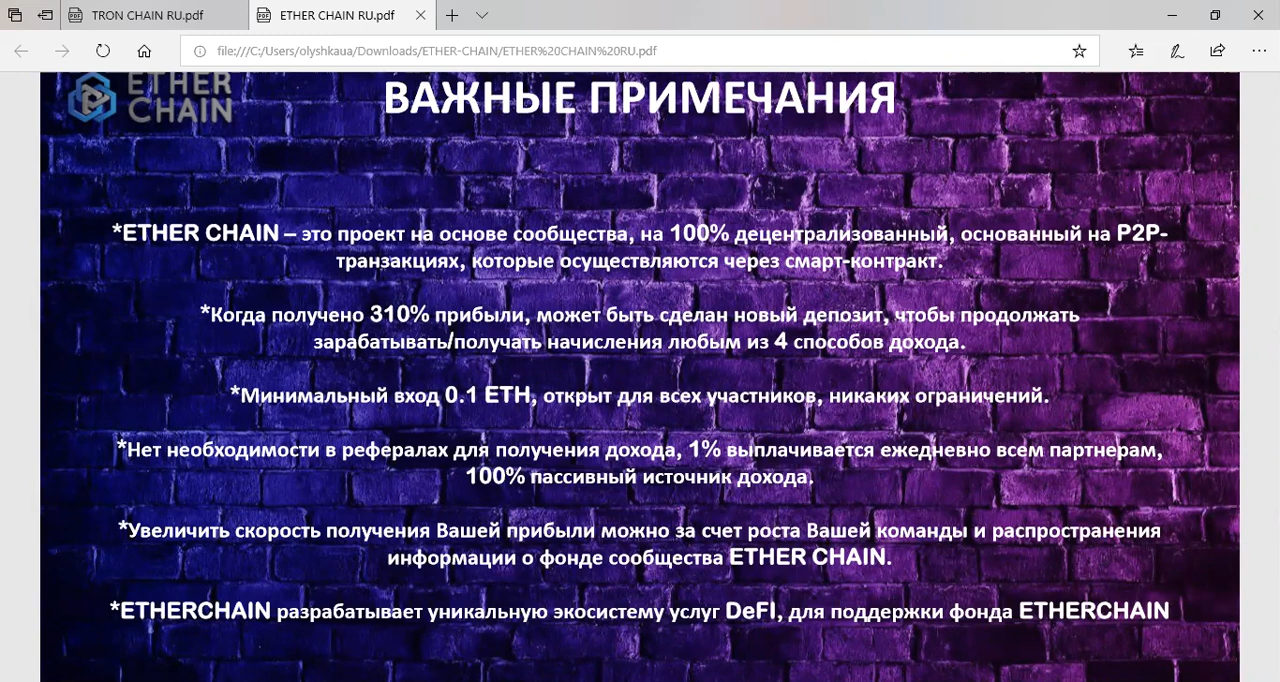 TRON CHAIN RU.pdf
ETHER CHAIN RU.pdf
file:///C:/Users/olyshkaua/Downloads/ETHER-CHAIN/ETHER%20CHAIN%20RU.pdf
ETHER
CHAIN
ВАЖНЫЕ ПРИМЕЧАНИЯ
*ETHER CHAIN – это проект на основе сообщества, на 100% децентрализованный, основанный на P2P-
транзакциях, которые осуществляются через смарт-контракт.
*Когда получено 310% прибыли, может быть сделан новый депозит, чтобы продолжать
зарабатывать/получать начисления любым из 4 способов дохода.
*Минимальный вход 0.1 ETH, открыт для всех участников, никаких ограничений.
*Нет необходимости в рефералах для получения дохода, 1% выплачивается ежедневно всем партнерам,
100% пассивный источник дохода.
*Увеличить скорость получения Вашей прибыли можно за счет роста Вашей команды и распространения
информации о фонде сообщества ETHER CHAIN.
*ETHERCHAIN разрабатывает уникальную экосистему услуг DeFI, для поддержки фонда ETHERCHAIN